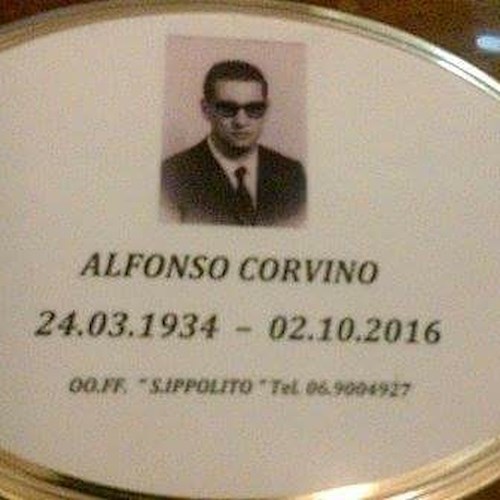 ALFONSO CORVINO
24.03.1934 – 02.10.2016
OO.FF. "S.IPPOLITO" Tel. 06.9004927